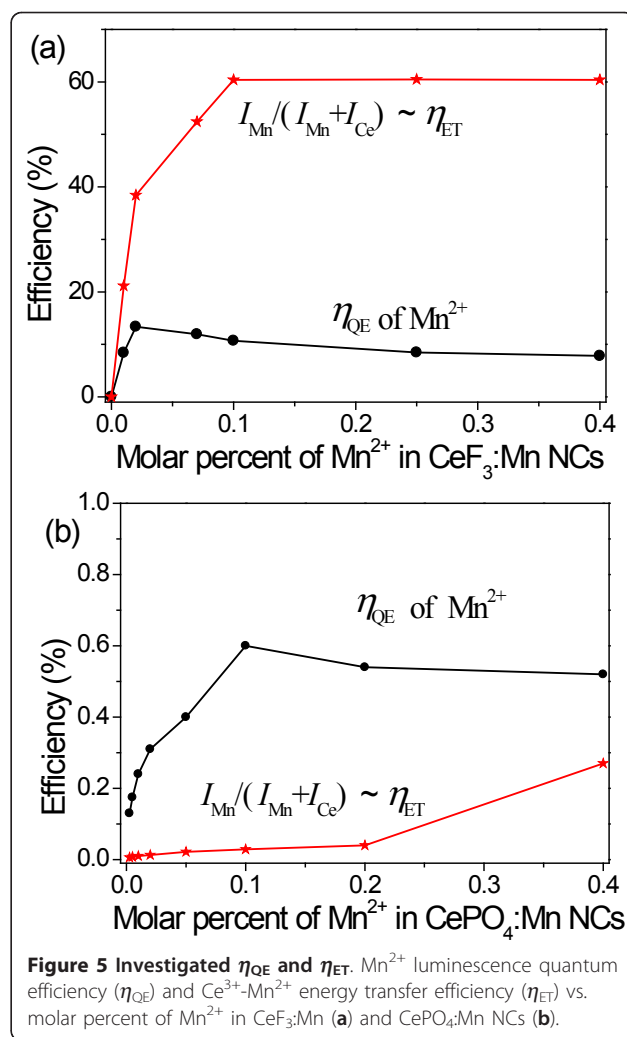 (a)
60
40
20
0
Efficiency (%)
I_Mn/(I_Mn+I_Ce) ~ η_ET
η_QE of Mn²⁺
0.0 0.1 0.2 0.3 0.4
Molar percent of Mn²⁺ in CeF₃:Mn NCs
(b)
1.0
0.8
0.6
0.4
0.2
0.0
Efficiency (%)
η_QE of Mn²⁺
I_Mn/(I_Mn+I_Ce) ~ η_ET
0.0 0.1 0.2 0.3 0.4
Molar percent of Mn²⁺ in CePO₄:Mn NCs
Figure 5 Investigated η_QE and η_ET. Mn²⁺ luminescence quantum
efficiency (η_QE) and Ce³⁺-Mn²⁺ energy transfer efficiency (η_ET) vs.
molar percent of Mn²⁺ in CeF₃:Mn (a) and CePO₄:Mn NCs (b).